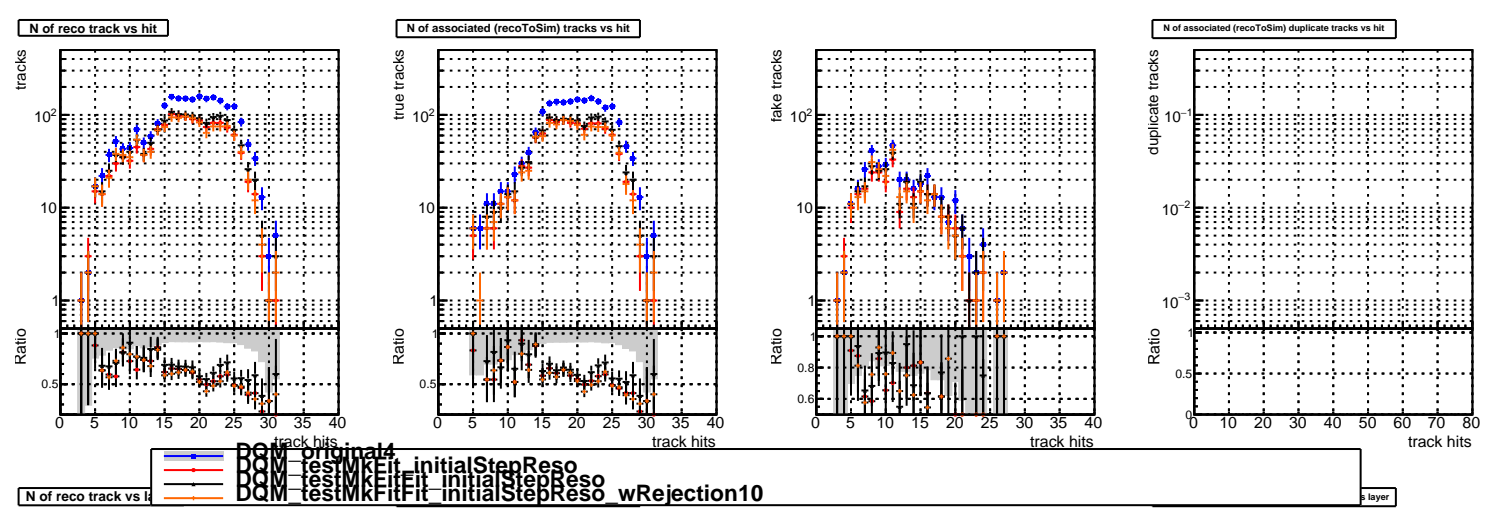 N of reco track vs hit
N of associated (recoToSim) tracks vs hit
N of associated (recoToSim) duplicate tracks vs hit
tracks
10²
10
1
Ratio
1
0.5
0 5 10 15 20 25 30 35 40
track hits
true tracks
10²
10
1
Ratio
1
0.5
0 5 10 15 20 25 30 35 40
track hits
fake tracks
10²
10
1
Ratio
1
0.8
0.6
0 5 10 15 20 25 30 35 40
track hits
duplicate tracks
10⁻¹
10⁻²
10⁻³
Ratio
1
0.5
0
0 10 20 30 40 50 60 70 80
track hits
DQM_original4
DQM_testMkFit_initialStepReso
DQM_testMkFitFit_initialStepReso
DQM_testMkFitFit_initialStepReso_wRejection10
N of reco track vs la
s layer